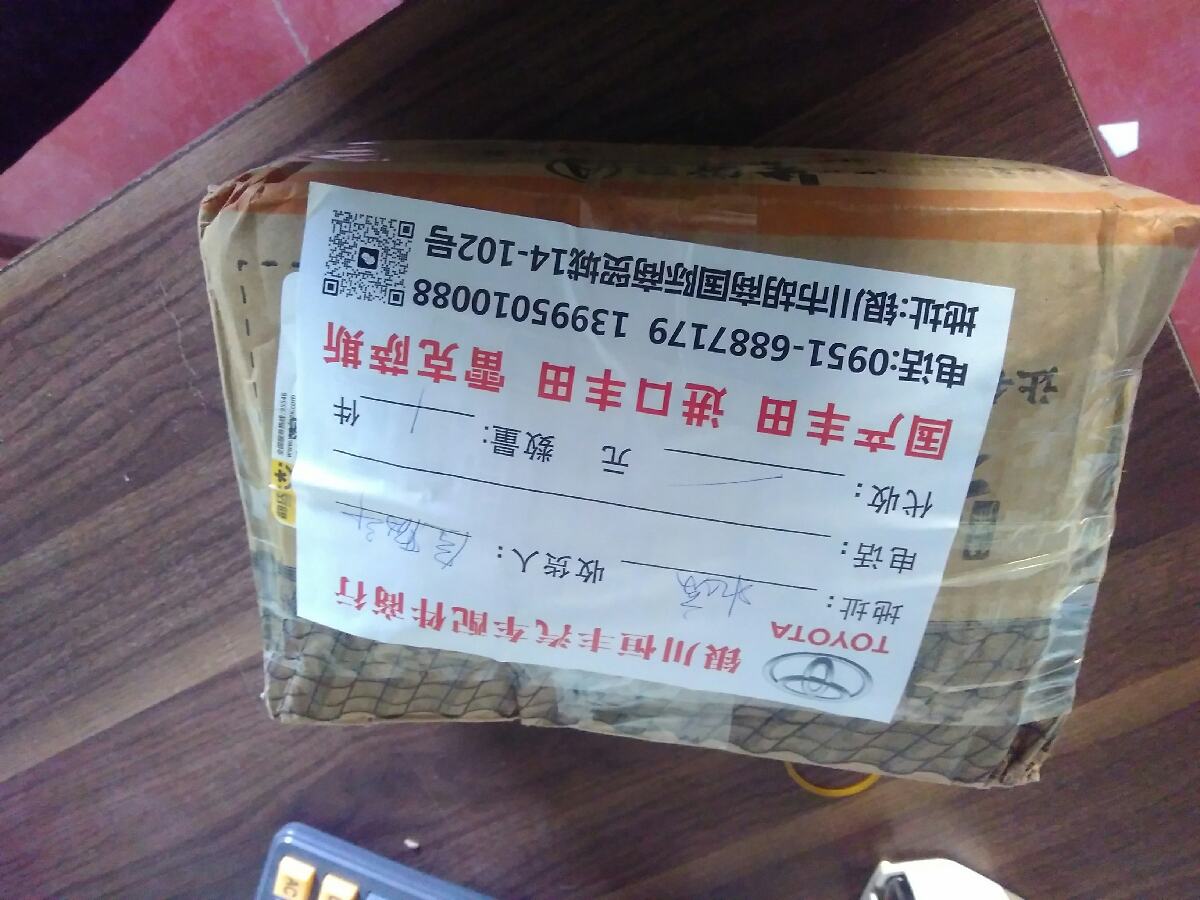 TOYOTA
银川恒丰汽车配件商行
地址： 收货人：
电话：
代收： 元 数量： 1 件
国产丰田 进口丰田 雷克萨斯
电话:0951-6887179 13995010088
地址:银川市胡商国际商贸城14-102号
AC